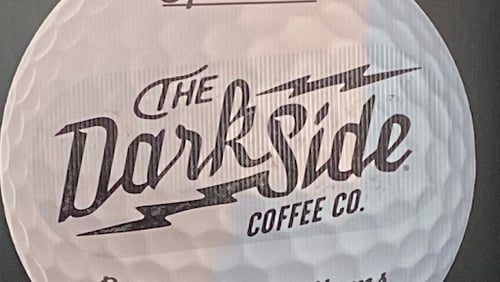 THE
DarkSide
COFFEE CO.